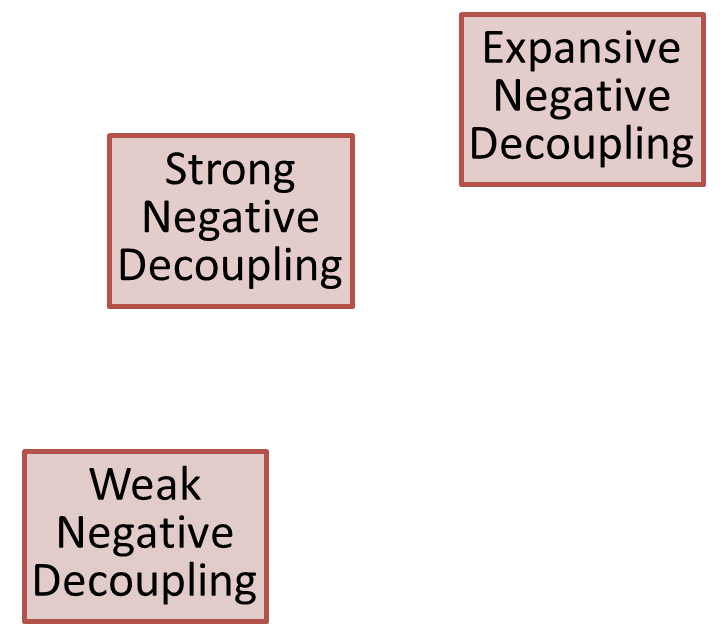 Expansive
Negative
Decoupling
Strong
Negative
Decoupling
Weak
Negative
Decoupling